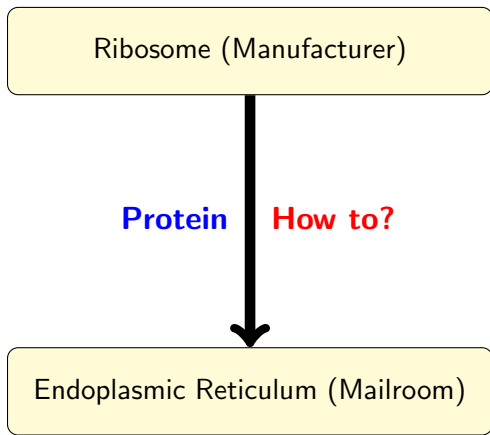 Ribosome (Manufacturer)
Protein How to?
Endoplasmic Reticulum (Mailroom)